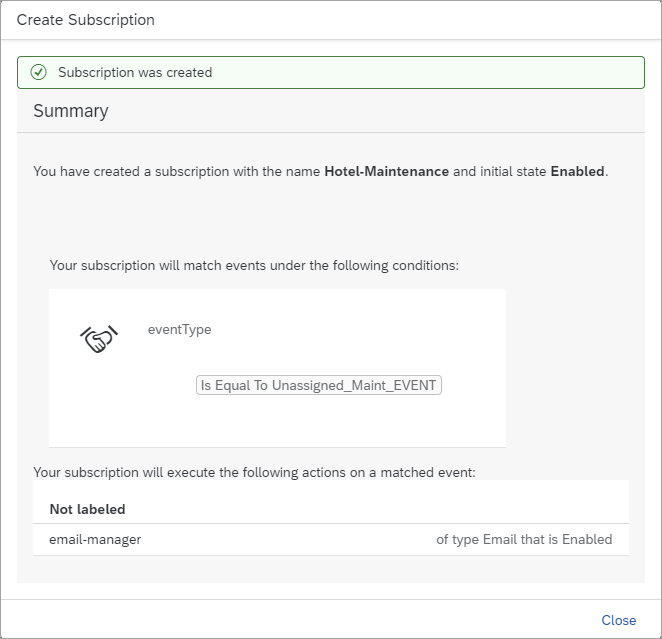 Create Subscription
Subscription was created
Summary
You have created a subscription with the name Hotel-Maintenance and initial state Enabled.
Your subscription will match events under the following conditions:
eventType
Is Equal To Unassigned_Maint_EVENT
Your subscription will execute the following actions on a matched event:
Not labeled
email-manager of type Email that is Enabled
Close